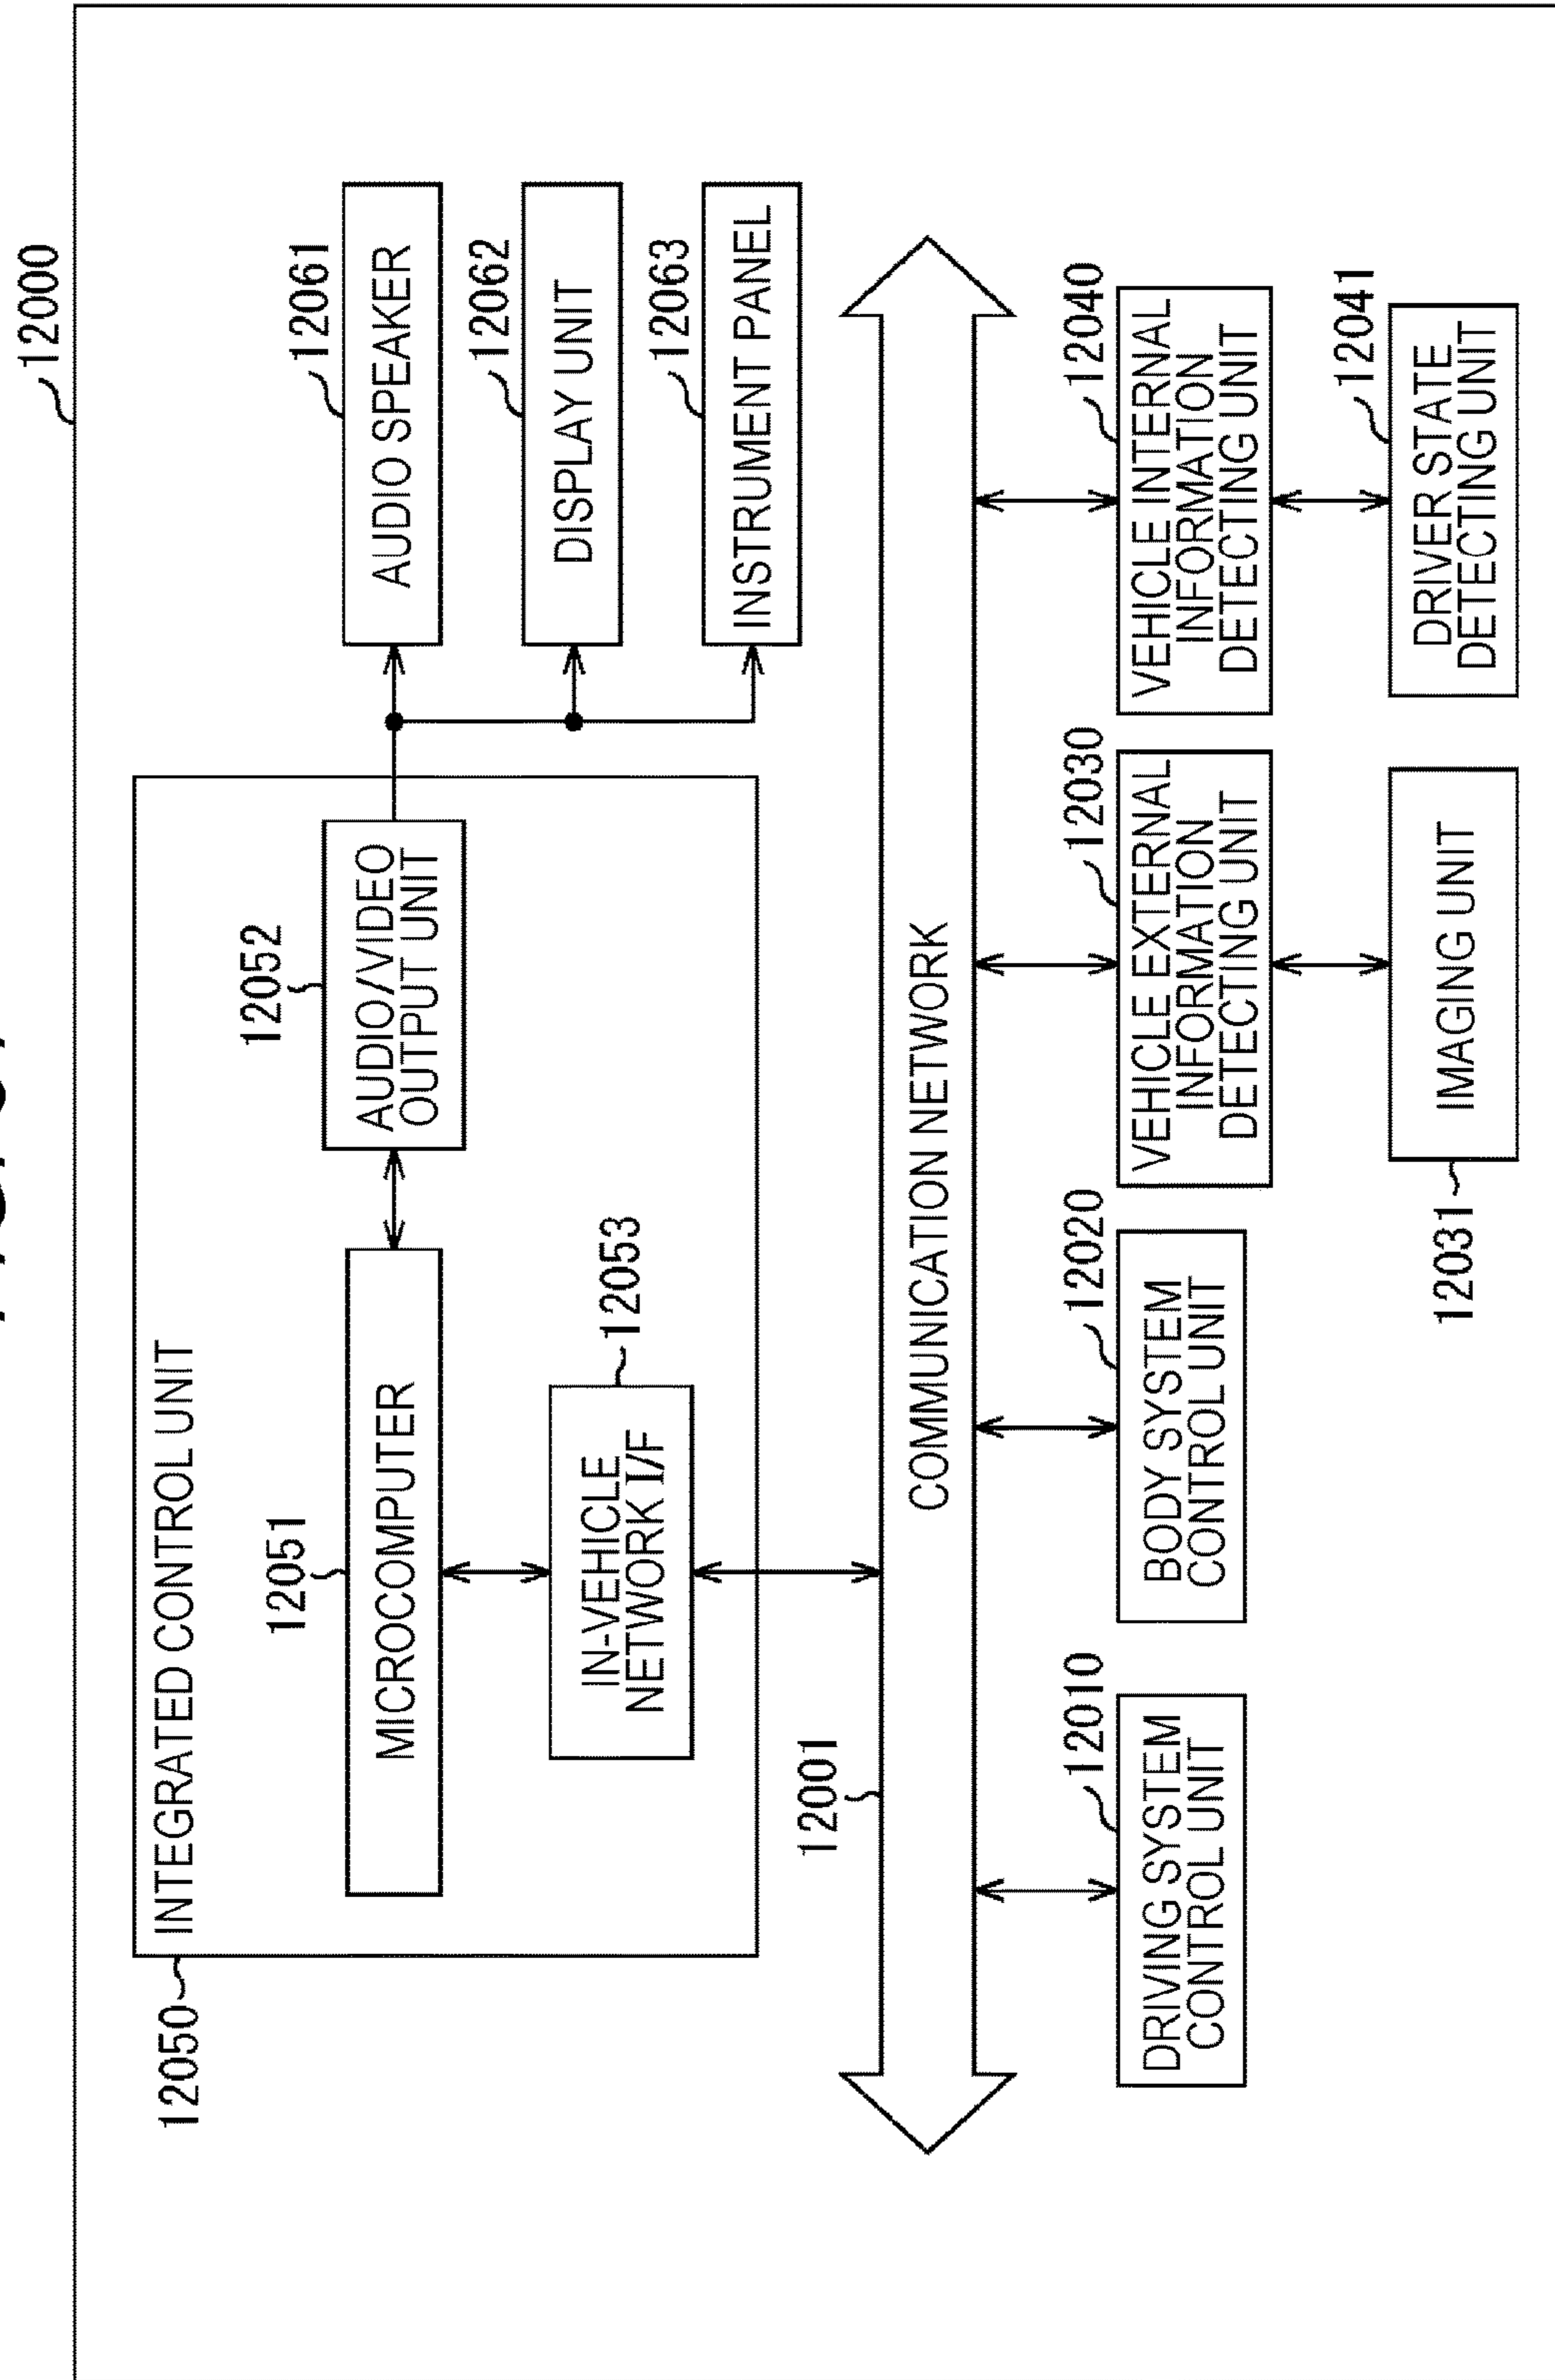 12000
INTEGRATED CONTROL UNIT
12050
12051
MICROCOMPUTER
12052
AUDIO/VIDEO
OUTPUT UNIT
12053
IN-VEHICLE
NETWORK I/F
12061
AUDIO SPEAKER
12062
DISPLAY UNIT
12063
INSTRUMENT PANEL
12001
COMMUNICATION NETWORK
12010
DRIVING SYSTEM
CONTROL UNIT
12020
BODY SYSTEM
CONTROL UNIT
12030
VEHICLE EXTERNAL
INFORMATION
DETECTING UNIT
12040
VEHICLE INTERNAL
INFORMATION
DETECTING UNIT
12031
IMAGING UNIT
12041
DRIVER STATE
DETECTING UNIT